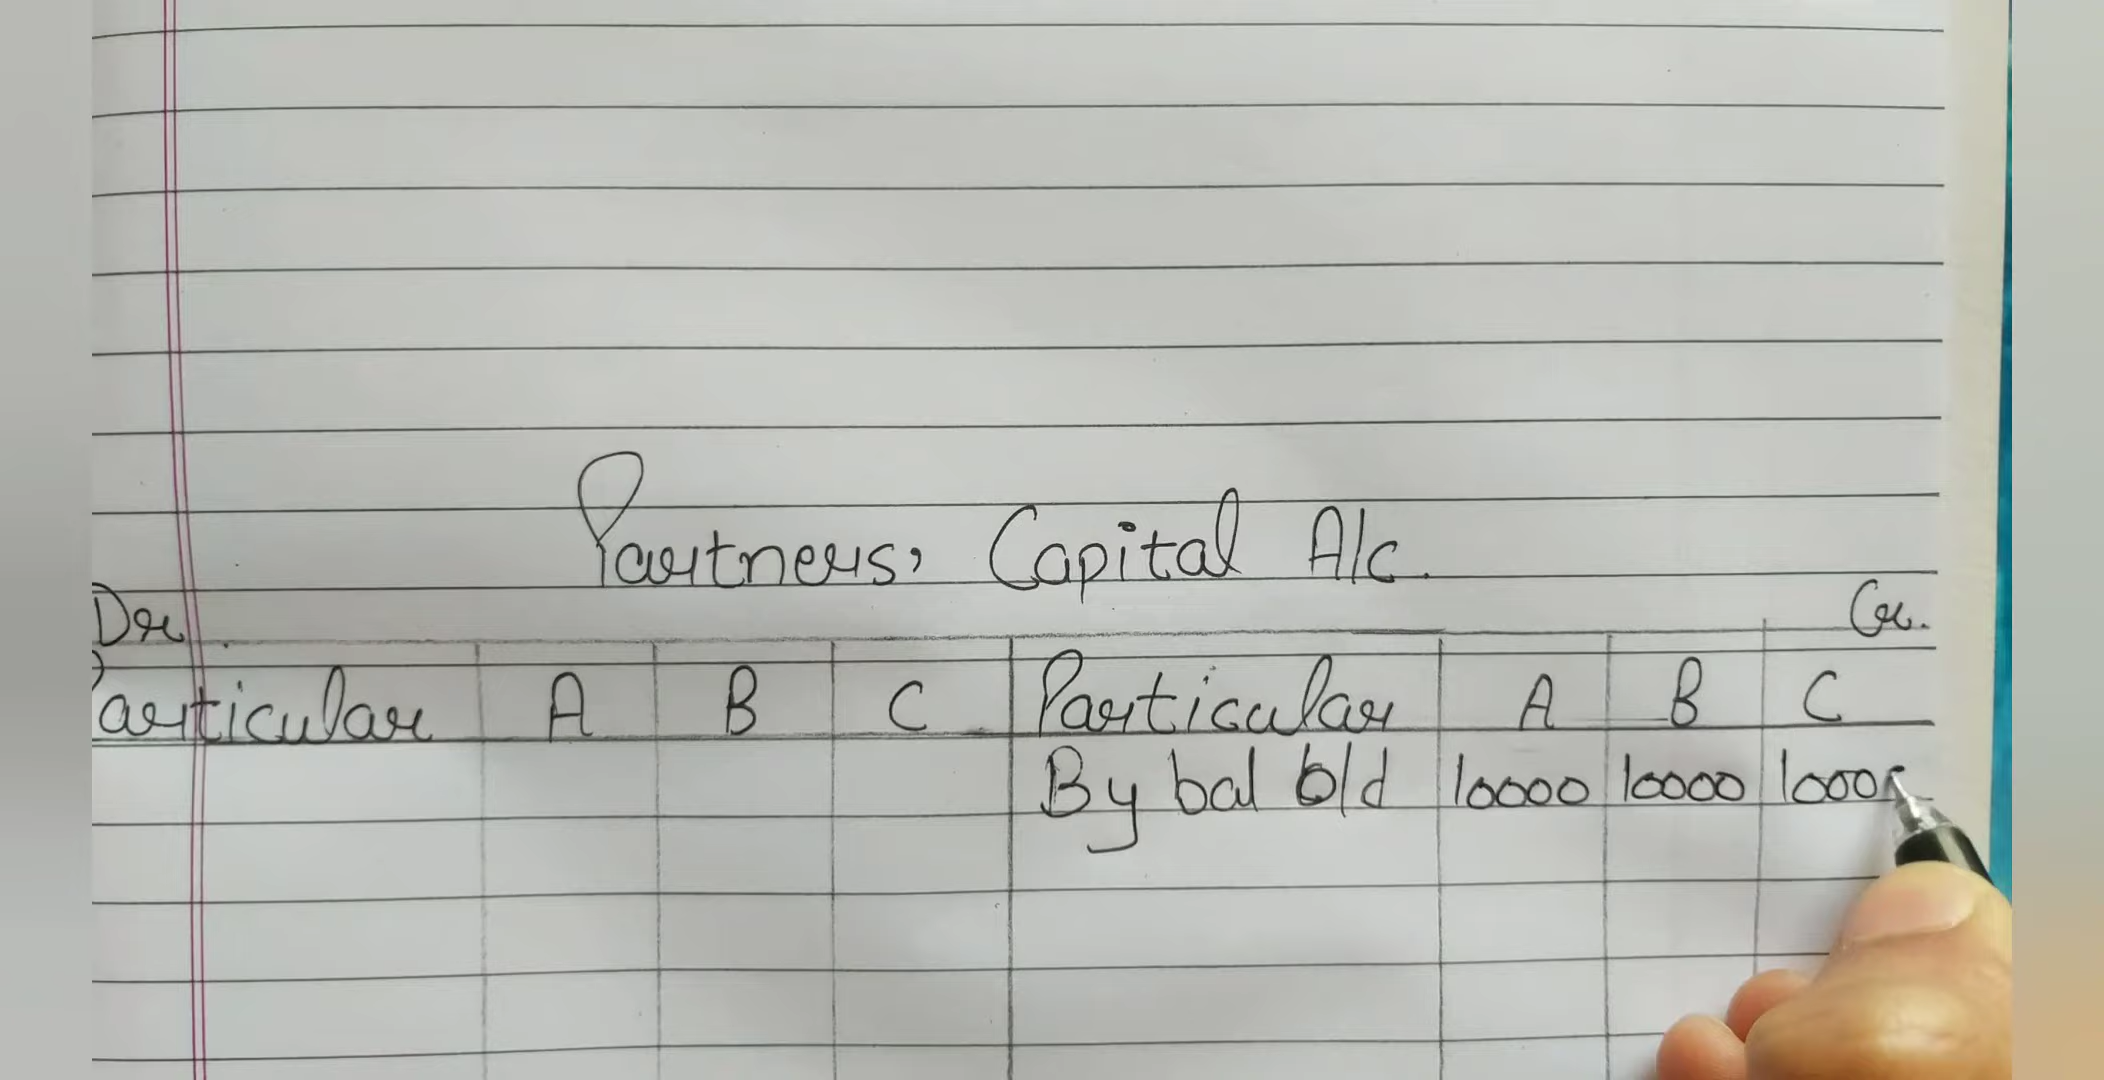 Partners' Capital A/c.
Dr Cr.
Particular A B C Particular A B C
By bal b/d 10000 10000 1000